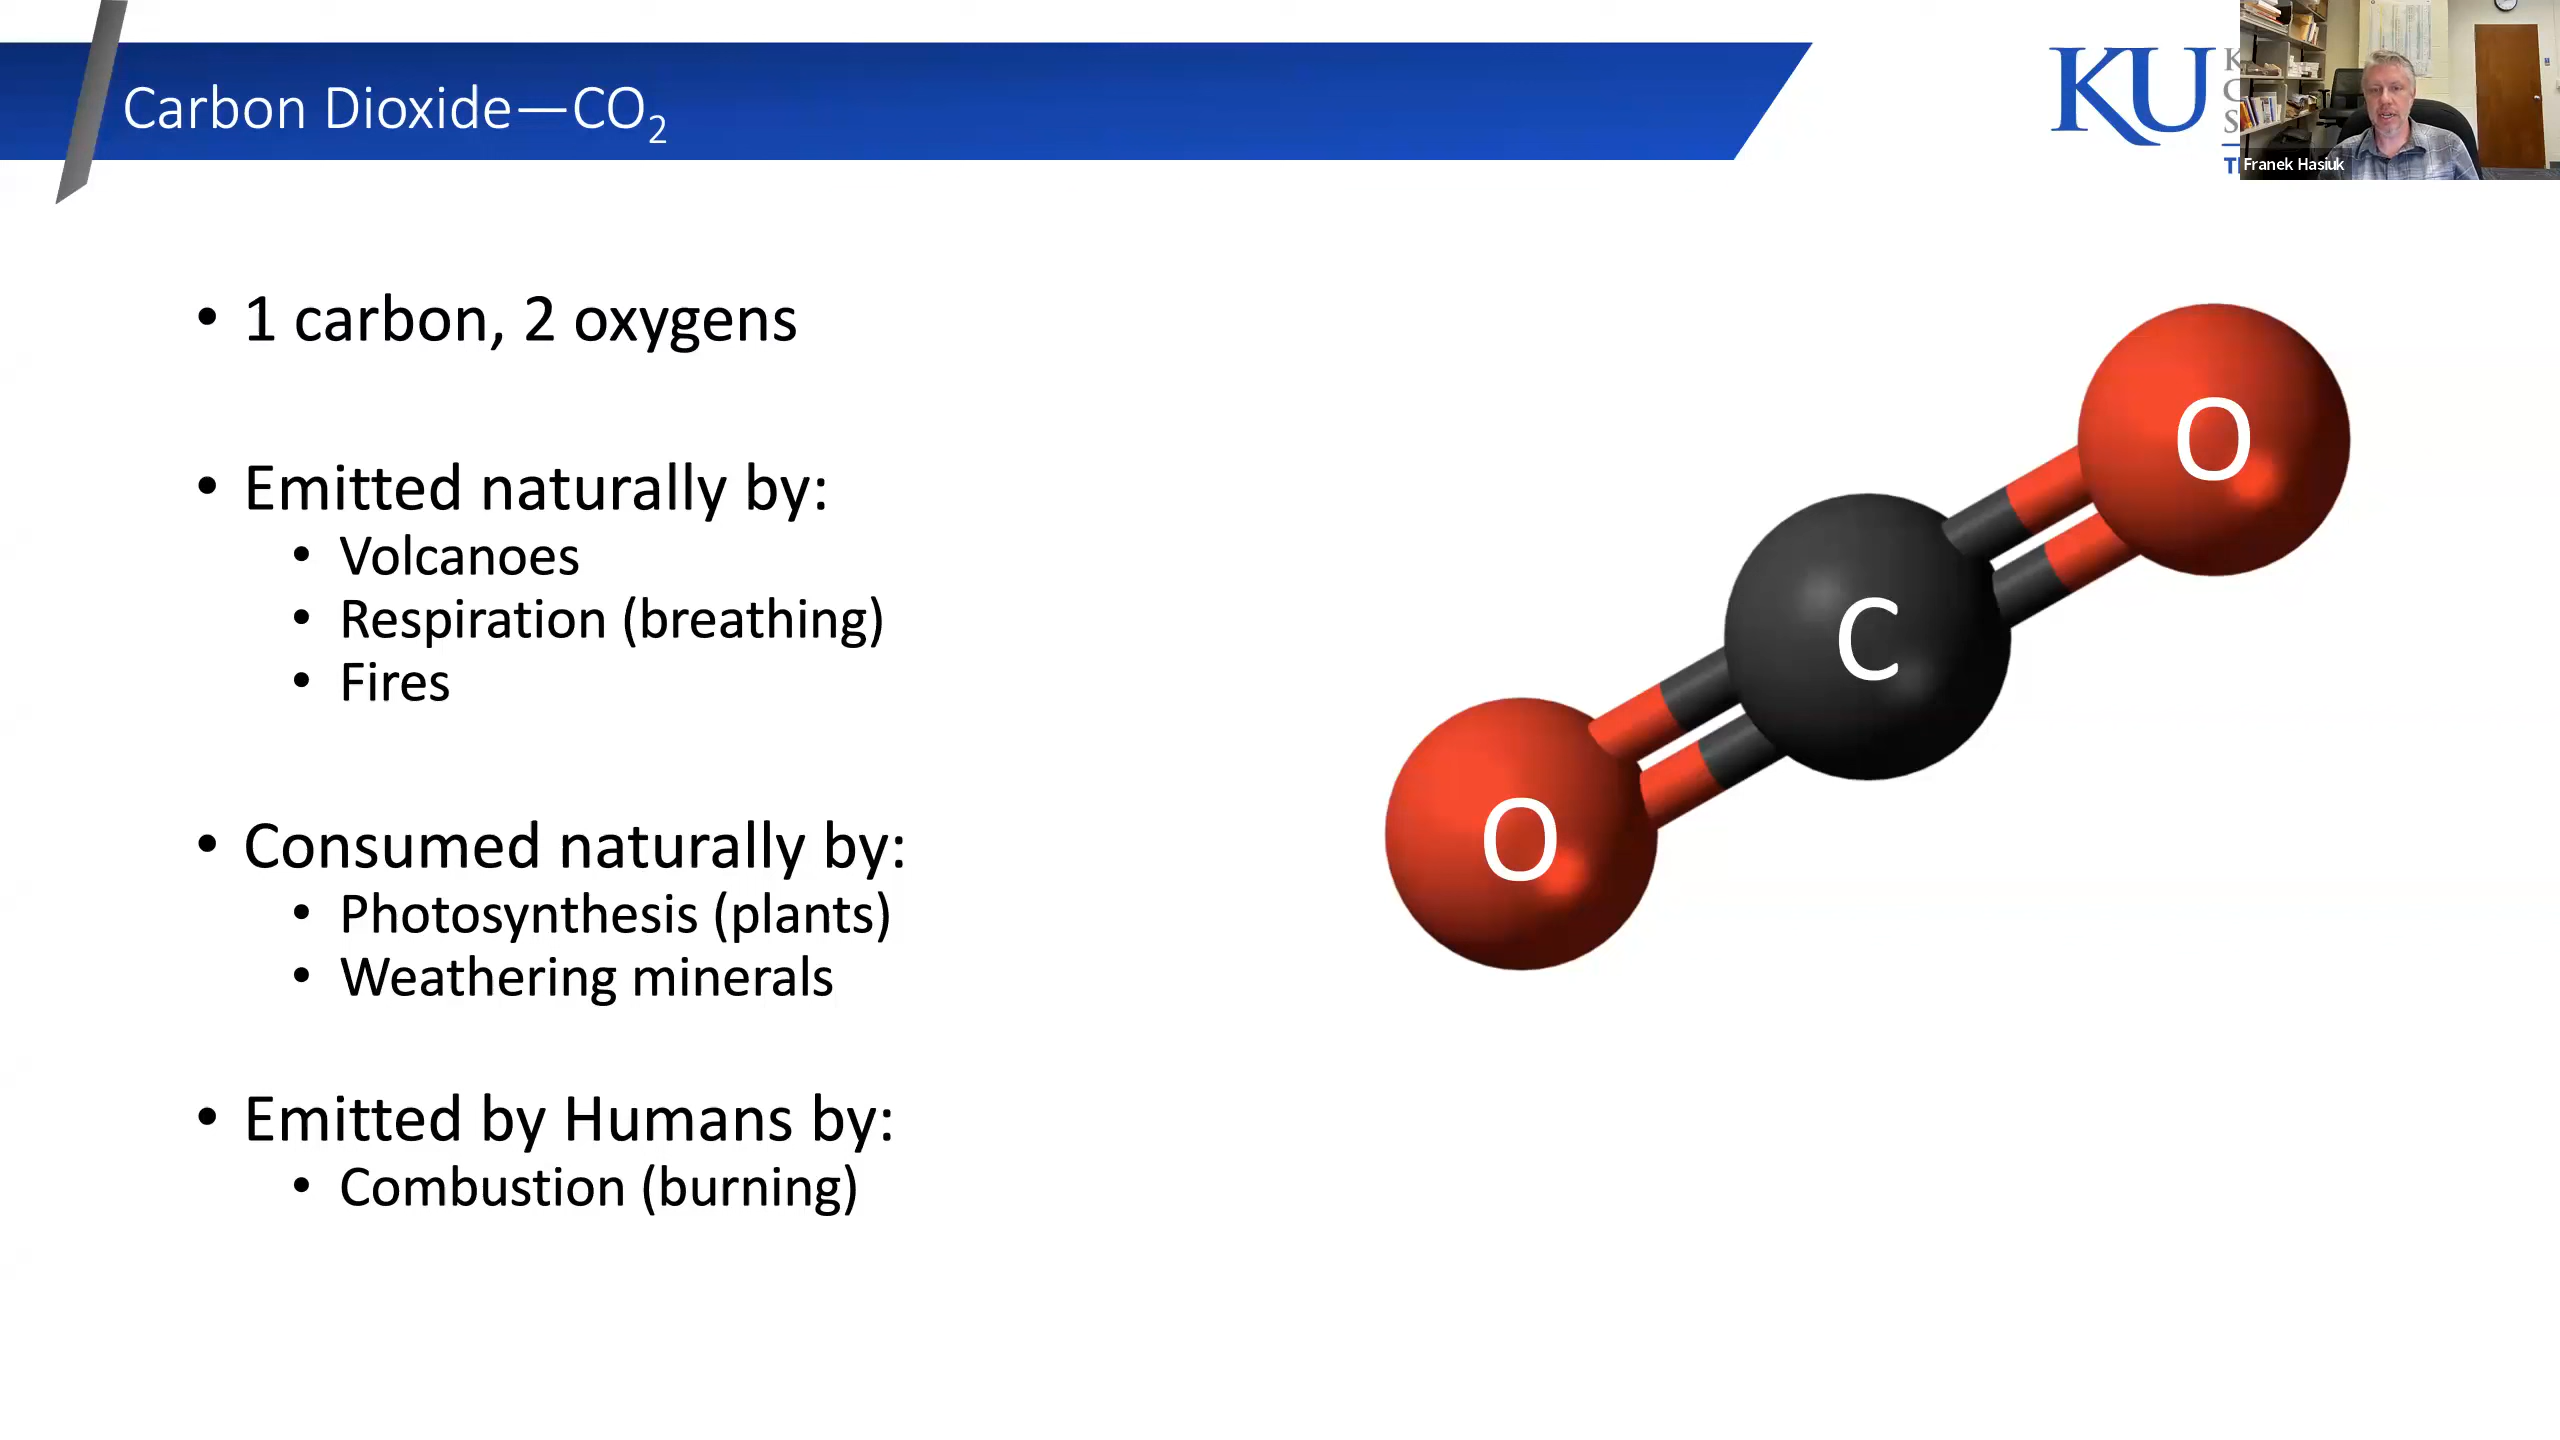 Carbon Dioxide—CO₂
KU
Franek Hasiuk
• 1 carbon, 2 oxygens
• Emitted naturally by:
• Volcanoes
• Respiration (breathing)
• Fires
• Consumed naturally by:
• Photosynthesis (plants)
• Weathering minerals
• Emitted by Humans by:
• Combustion (burning)
O
C
O